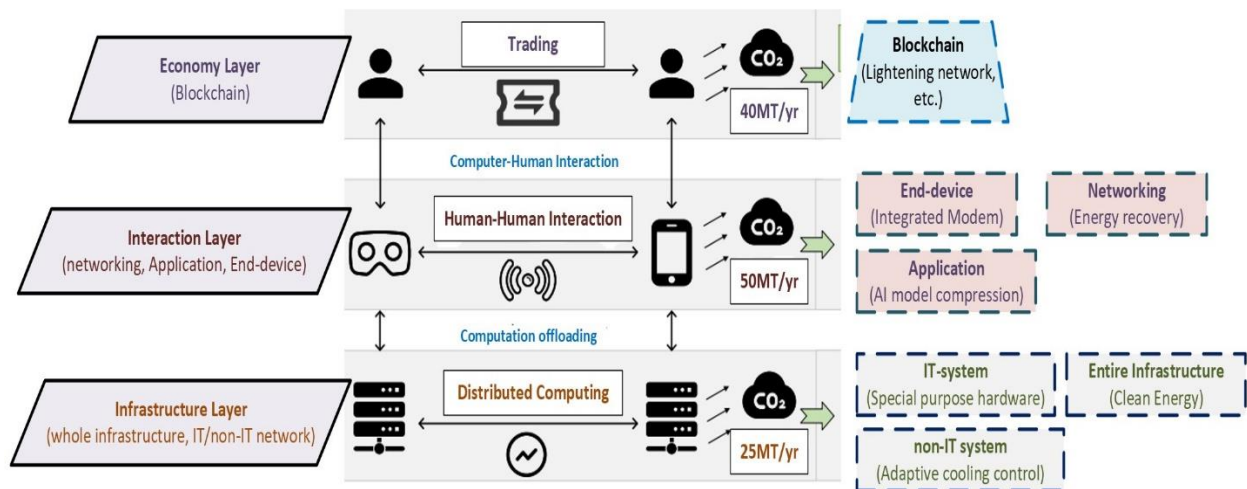 Economy Layer
(Blockchain)
Trading
CO₂
40MT/yr
Blockchain
(Lightening network,
etc.)
Computer-Human Interaction
Interaction Layer
(networking, Application, End-device)
Human-Human Interaction
CO₂
50MT/yr
End-device
(Integrated Modem)
Networking
(Energy recovery)
Application
(AI model compression)
Computation offloading
Infrastructure Layer
(whole infrastructure, IT/non-IT network)
Distributed Computing
CO₂
25MT/yr
IT-system
(Special purpose hardware)
Entire Infrastructure
(Clean Energy)
non-IT system
(Adaptive cooling control)